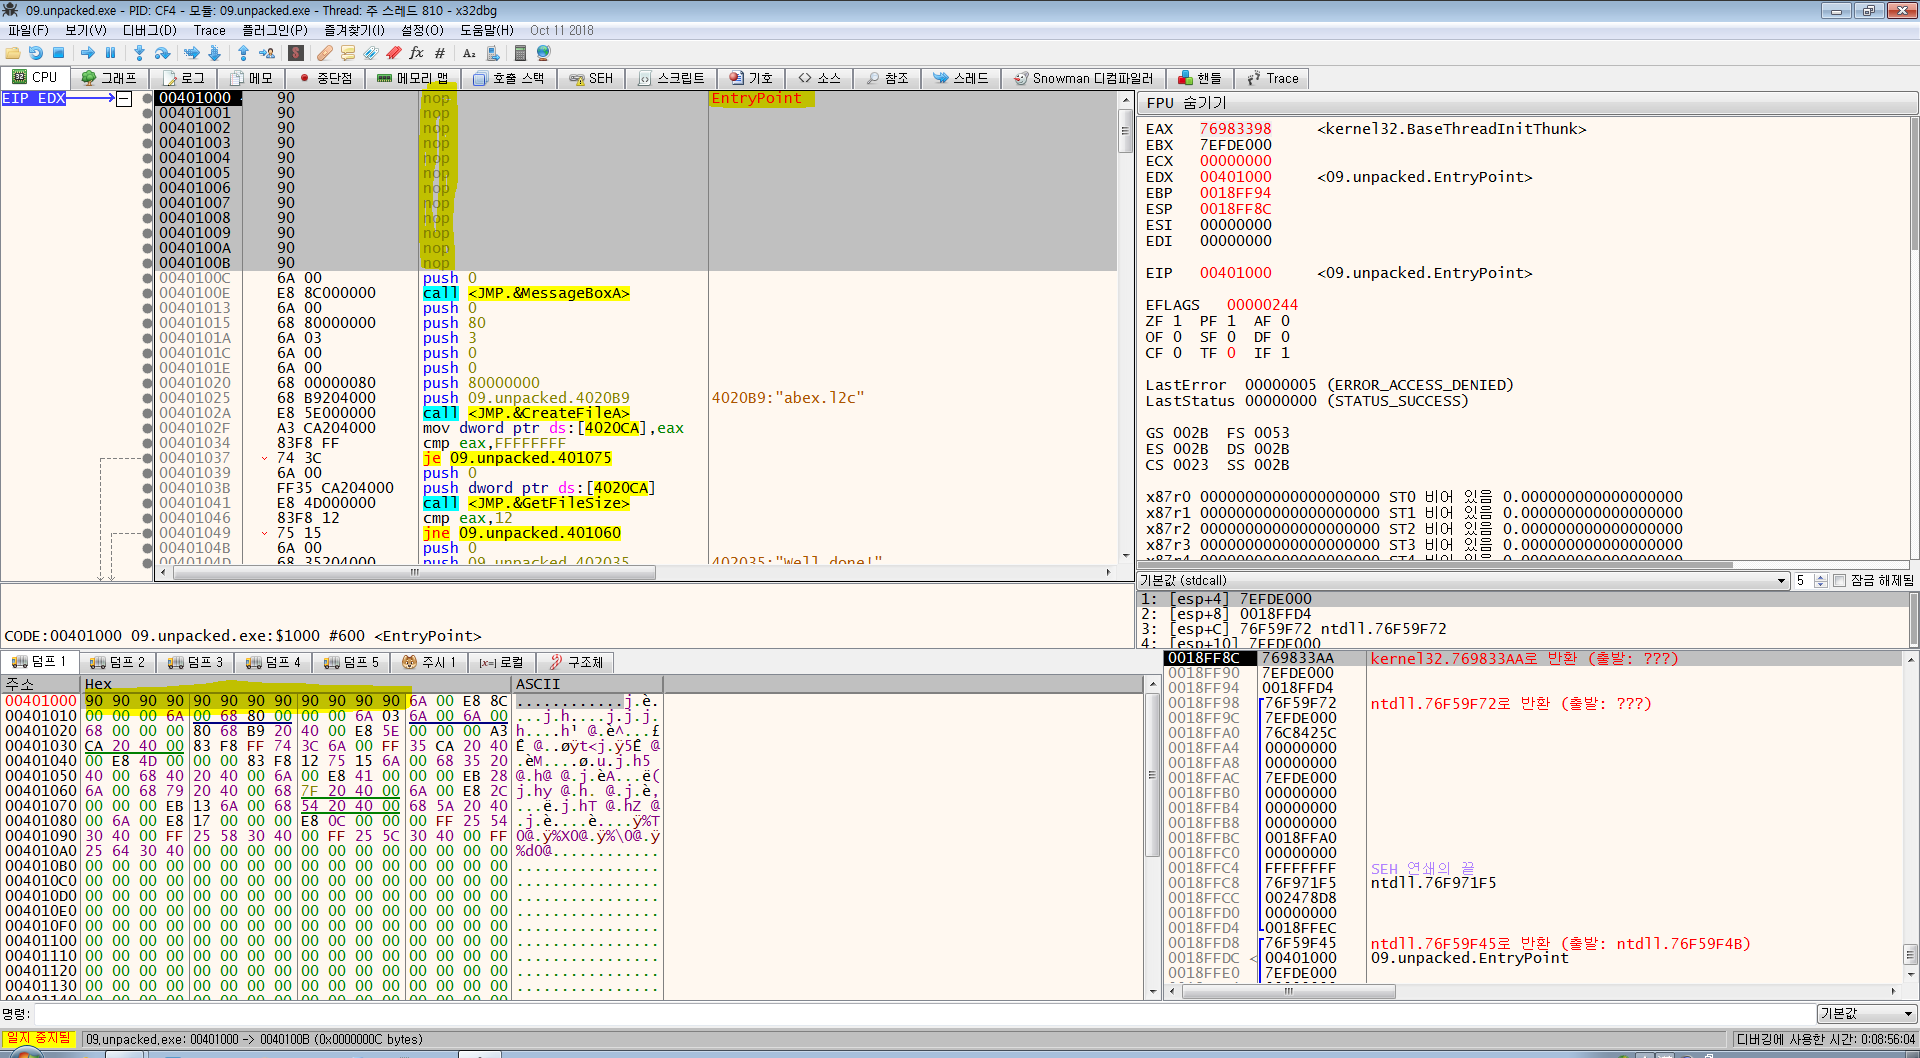 09.unpacked.exe - PID: CF4 - 모듈: 09.unpacked.exe - Thread: 주 스레드 810 - x32dbg
파일(F) 보기(V) 디버그(D) Trace 플러그인(P) 즐겨찾기(I) 설정(O) 도움말(H) Oct 11 2018
CPU 그래프 로그 메모 중단점 메모리 맵 호출 스택 SEH 스크립트 기호 소스 참조 스레드 Snowman 디컴파일러 핸들 Trace
EIP EDX
00401000 90 nop EntryPoint
00401001 90 nop
00401002 90 nop
00401003 90 nop
00401004 90 nop
00401005 90 nop
00401006 90 nop
00401007 90 nop
00401008 90 nop
00401009 90 nop
0040100A 90 nop
0040100B 90 nop
0040100C 6A 00 push 0
0040100E E8 8C000000 call <JMP.&MessageBoxA>
00401013 6A 00 push 0
00401015 68 80000000 push 80
0040101A 6A 03 push 3
0040101C 6A 00 push 0
0040101E 6A 00 push 0
00401020 68 00000080 push 80000000
00401025 68 B9204000 push 09.unpacked.4020B9 4020B9:"abex.l2c"
0040102A E8 5E000000 call <JMP.&CreateFileA>
0040102F A3 CA204000 mov dword ptr ds:[4020CA],eax
00401034 83F8 FF cmp eax,FFFFFFFF
00401037 74 3C je 09.unpacked.401075
00401039 6A 00 push 0
0040103B FF35 CA204000 push dword ptr ds:[4020CA]
00401041 E8 4D000000 call <JMP.&GetFileSize>
00401046 83F8 12 cmp eax,12
00401049 75 15 jne 09.unpacked.401060
0040104B 6A 00 push 0
0040104D 68 35204000 push 09.unpacked.402035 402035:"Well done!"
CODE:00401000 09.unpacked.exe:$1000 #600 <EntryPoint>
FPU 숨기기
EAX 76983398 <kernel32.BaseThreadInitThunk>
EBX 7EFDE000
ECX 00000000
EDX 00401000 <09.unpacked.EntryPoint>
EBP 0018FF94
ESP 0018FF8C
ESI 00000000
EDI 00000000
EIP 00401000 <09.unpacked.EntryPoint>
EFLAGS 00000244
ZF 1 PF 1 AF 0
OF 0 SF 0 DF 0
CF 0 TF 0 IF 1
LastError 00000005 (ERROR_ACCESS_DENIED)
LastStatus 00000000 (STATUS_SUCCESS)
GS 002B FS 0053
ES 002B DS 002B
CS 0023 SS 002B
x87r0 00000000000000000000 ST0 비어 있음 0.000000000000000000
x87r1 00000000000000000000 ST1 비어 있음 0.000000000000000000
x87r2 00000000000000000000 ST2 비어 있음 0.000000000000000000
x87r3 00000000000000000000 ST3 비어 있음 0.000000000000000000
기본값 (stdcall) 5 잠금 해제됨
1: [esp+4] 7EFDE000
2: [esp+8] 0018FFD4
3: [esp+C] 76F59F72 ntdll.76F59F72
4: [esp+10] 7EFDE000
덤프 1 덤프 2 덤프 3 덤프 4 덤프 5 주시 1 [x=] 로컬 구조체
주소 Hex ASCII
00401000 90 90 90 90 90 90 90 90 90 90 90 90 6A 00 E8 8C ............j.è.
00401010 00 00 00 6A 00 68 80 00 00 00 6A 03 6A 00 6A 00 ...j.h....j.j.j.
00401020 68 00 00 00 80 68 B9 20 40 00 E8 5E 00 00 00 A3 h....h¹ @.è^...£
00401030 CA 20 40 00 83 F8 FF 74 3C 6A 00 FF 35 CA 20 40 Ê @..øÿt<j.ÿ5Ê @
00401040 00 E8 4D 00 00 00 83 F8 12 75 15 6A 00 68 35 20 .èM....ø.u.j.h5
00401050 40 00 68 40 20 40 00 6A 00 E8 41 00 00 00 EB 28 @.h@ @.j.èA...ë(
00401060 6A 00 68 79 20 40 00 68 7F 20 40 00 6A 00 E8 2C j.hy @.h. @.j.è,
00401070 00 00 00 EB 13 6A 00 68 54 20 40 00 68 5A 20 40 ...ë.j.hT @.hZ @
00401080 00 6A 00 E8 17 00 00 00 E8 0C 00 00 00 FF 25 54 .j.è....è....ÿ%T
00401090 30 40 00 FF 25 58 30 40 00 FF 25 5C 30 40 00 FF 0@.ÿ%X0@.ÿ%\0@.ÿ
004010A0 25 64 30 40 00 00 00 00 00 00 00 00 00 00 00 00 %d0@............
004010B0 00 00 00 00 00 00 00 00 00 00 00 00 00 00 00 00 ................
004010C0 00 00 00 00 00 00 00 00 00 00 00 00 00 00 00 00 ................
004010D0 00 00 00 00 00 00 00 00 00 00 00 00 00 00 00 00 ................
004010E0 00 00 00 00 00 00 00 00 00 00 00 00 00 00 00 00 ................
004010F0 00 00 00 00 00 00 00 00 00 00 00 00 00 00 00 00 ................
00401100 00 00 00 00 00 00 00 00 00 00 00 00 00 00 00 00 ................
00401110 00 00 00 00 00 00 00 00 00 00 00 00 00 00 00 00 ................
00401120 00 00 00 00 00 00 00 00 00 00 00 00 00 00 00 00 ................
00401130 00 00 00 00 00 00 00 00 00 00 00 00 00 00 00 00 ................
0018FF8C 769833AA kernel32.769833AA로 반환 (출발: ???)
0018FF90 7EFDE000
0018FF94 0018FFD4
0018FF98 76F59F72 ntdll.76F59F72로 반환 (출발: ???)
0018FF9C 7EFDE000
0018FFA0 76C8425C
0018FFA4 00000000
0018FFA8 00000000
0018FFAC 7EFDE000
0018FFB0 00000000
0018FFB4 00000000
0018FFB8 00000000
0018FFBC 0018FFA0
0018FFC0 00000000
0018FFC4 FFFFFFFF SEH 연쇄의 끝
0018FFC8 76F971F5 ntdll.76F971F5
0018FFCC 002478D8
0018FFD0 00000000
0018FFD4 0018FFEC
0018FFD8 76F59F45 ntdll.76F59F45로 반환 (출발: ntdll.76F59F4B)
0018FFDC 00401000 09.unpacked.EntryPoint
0018FFE0 7EFDE000
명령: 기본값
일지 중지됨 09.unpacked.exe: 00401000 -> 0040100B (0x0000000C bytes) 디버깅에 사용한 시간: 0:08:56:04